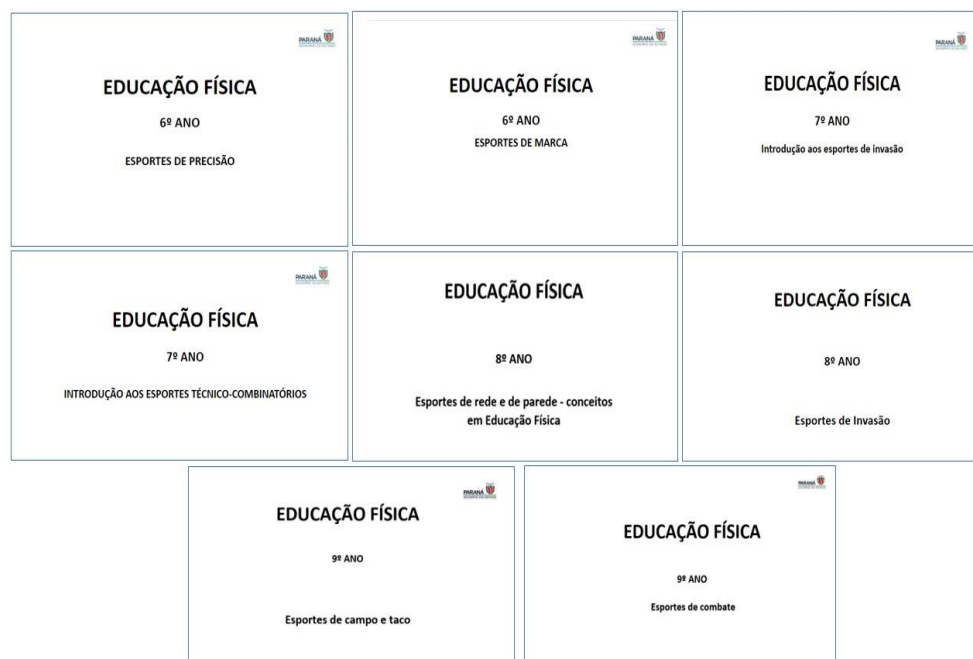 PARANÁ
EDUCAÇÃO FÍSICA
6º ANO
ESPORTES DE PRECISÃO
PARANÁ
EDUCAÇÃO FÍSICA
6º ANO
ESPORTES DE MARCA
PARANÁ
EDUCAÇÃO FÍSICA
7º ANO
Introdução aos esportes de invasão
PARANÁ
EDUCAÇÃO FÍSICA
7º ANO
INTRODUÇÃO AOS ESPORTES TÉCNICO-COMBINATÓRIOS
EDUCAÇÃO FÍSICA
8º ANO
Esportes de rede e de parede - conceitos
em Educação Física
EDUCAÇÃO FÍSICA
8º ANO
Esportes de Invasão
PARANÁ
EDUCAÇÃO FÍSICA
9º ANO
Esportes de campo e taco
PARANÁ
EDUCAÇÃO FÍSICA
9º ANO
Esportes de combate